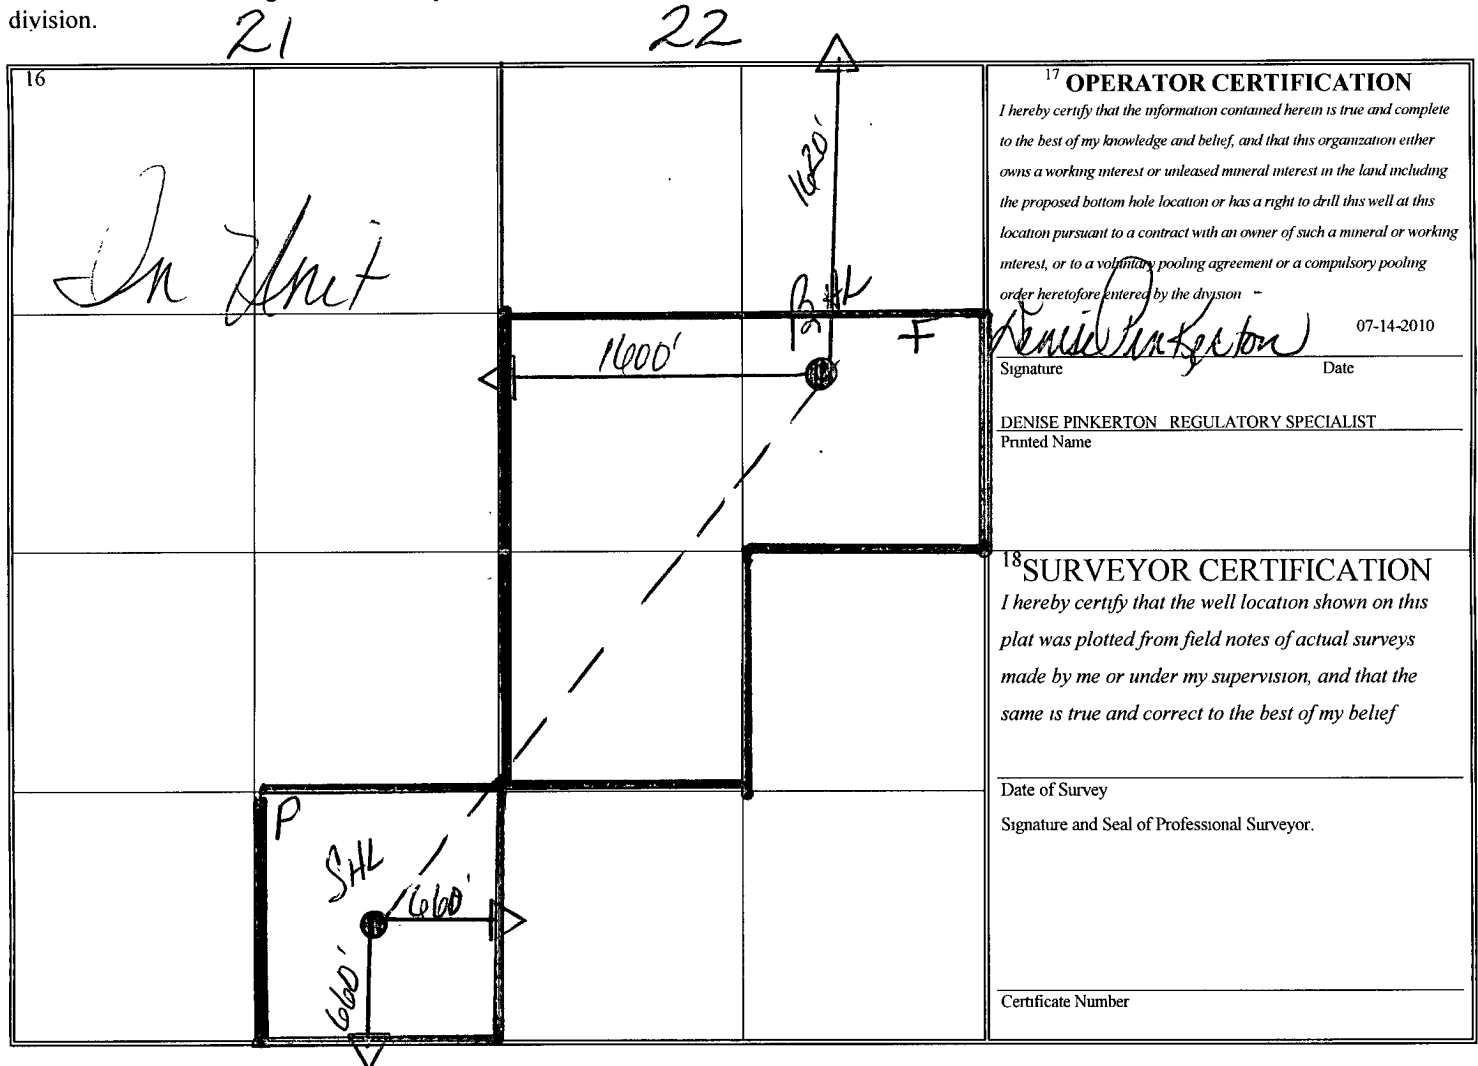 division.
21
22
16
In Unit
1620'
BHL
F
1600'
P
SHL
660'
660'
17 OPERATOR CERTIFICATION
I hereby certify that the information contained herein is true and complete
to the best of my knowledge and belief, and that this organization either
owns a working interest or unleased mineral interest in the land including
the proposed bottom hole location or has a right to drill this well at this
location pursuant to a contract with an owner of such a mineral or working
interest, or to a voluntary pooling agreement or a compulsory pooling
order heretofore entered by the division
Denise Pinkerton 07-14-2010
Signature Date
DENISE PINKERTON REGULATORY SPECIALIST
Printed Name
18 SURVEYOR CERTIFICATION
I hereby certify that the well location shown on this
plat was plotted from field notes of actual surveys
made by me or under my supervision, and that the
same is true and correct to the best of my belief
Date of Survey
Signature and Seal of Professional Surveyor.
Certificate Number